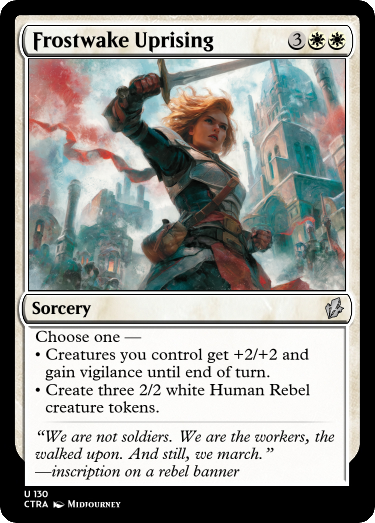 Frostwake Uprising 3
Sorcery
Choose one —
• Creatures you control get +2/+2 and
gain vigilance until end of turn.
• Create three 2/2 white Human Rebel
creature tokens.
“We are not soldiers. We are the workers, the
walked upon. And still, we march.”
—inscription on a rebel banner
U 130
CTRA Midjourney